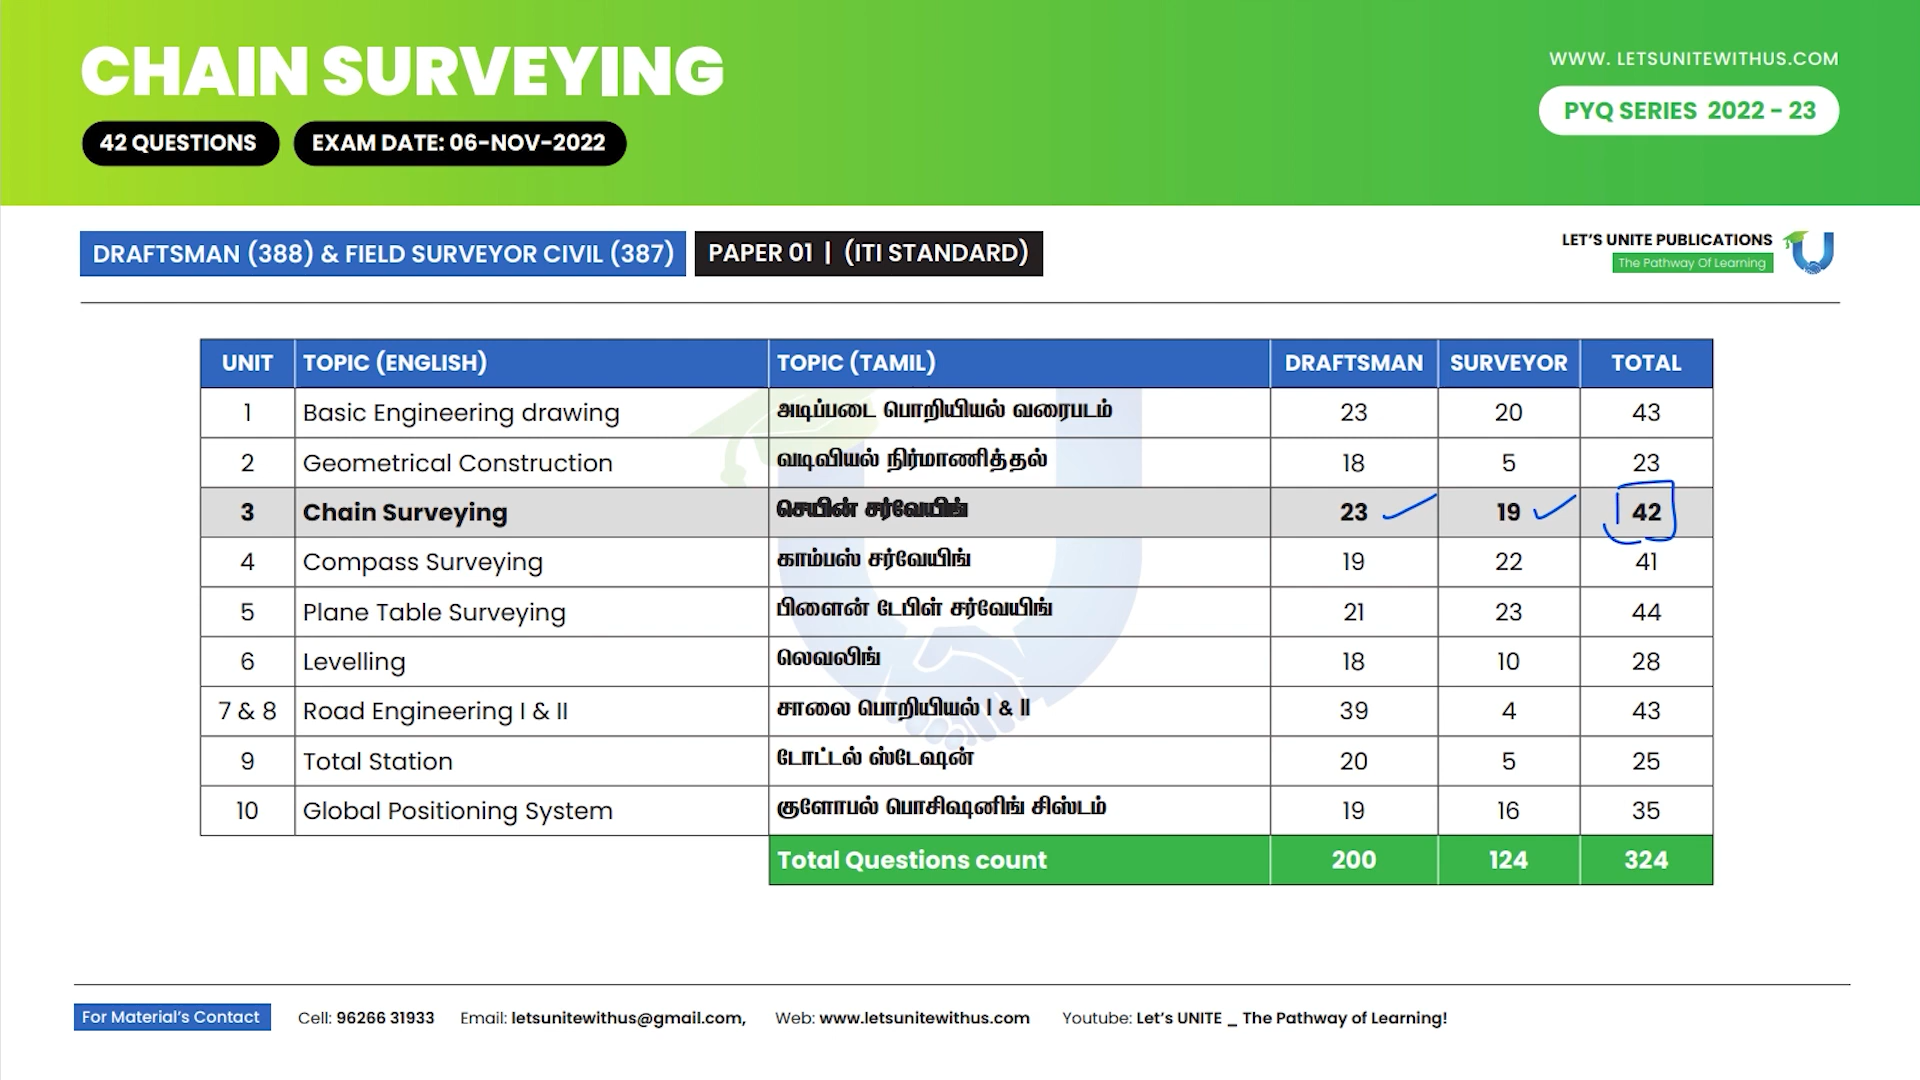 CHAIN SURVEYING
WWW. LETSUNITEWITHUS.COM
42 QUESTIONS EXAM DATE: 06-NOV-2022
PYQ SERIES 2022 - 23
DRAFTSMAN (388) & FIELD SURVEYOR CIVIL (387) PAPER 01 | (ITI STANDARD)
LET'S UNITE PUBLICATIONS
The Pathway Of Learning
UNIT TOPIC (ENGLISH) TOPIC (TAMIL) DRAFTSMAN SURVEYOR TOTAL
1 Basic Engineering drawing அடிப்படை பொறியியல் வரைபடம் 23 20 43
2 Geometrical Construction வடிவியல் நிர்மாணித்தல் 18 5 23
3 Chain Surveying செயின் சர்வேயிங் 23 19 42
4 Compass Surveying காம்பஸ் சர்வேயிங் 19 22 41
5 Plane Table Surveying பிளைன் டேபிள் சர்வேயிங் 21 23 44
6 Levelling லெவலிங் 18 10 28
7 & 8 Road Engineering I & II சாலை பொறியியல் I & II 39 4 43
9 Total Station டோட்டல் ஸ்டேஷன் 20 5 25
10 Global Positioning System குளோபல் பொசிஷனிங் சிஸ்டம் 19 16 35
Total Questions count 200 124 324
For Material's Contact Cell: 96266 31933 Email: letsunitewithus@gmail.com, Web: www.letsunitewithus.com Youtube: Let's UNITE _ The Pathway of Learning!